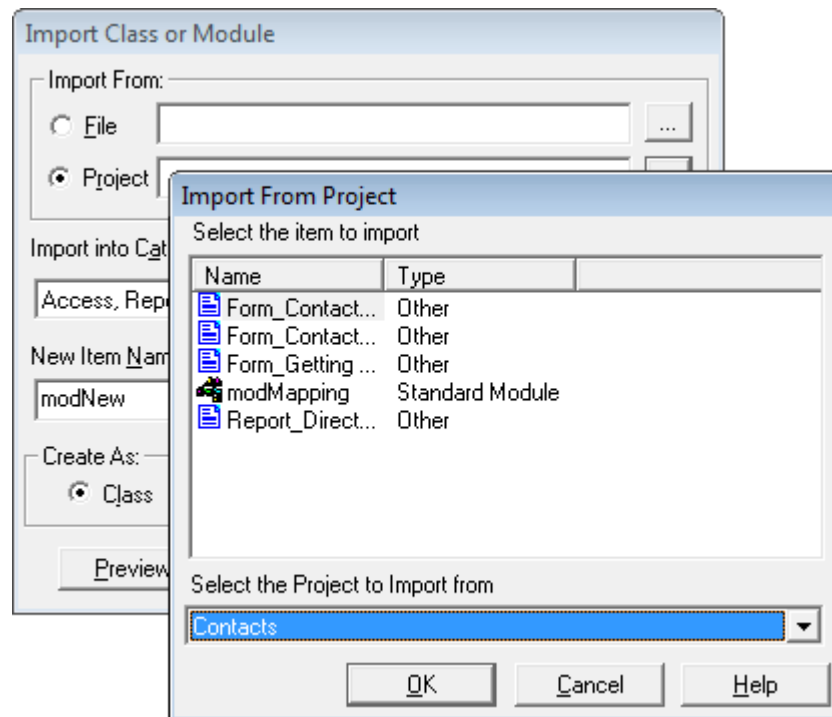 Import Class or Module
Import From:
File
...
Project
Import into Cat
Access, Rep
New Item Nam
modNew
Create As:
Class
Preview
Import From Project
Select the item to import
Name Type
Form_Contact... Other
Form_Contact... Other
Form_Getting ... Other
modMapping Standard Module
Report_Direct... Other
Select the Project to Import from
Contacts
OK Cancel Help